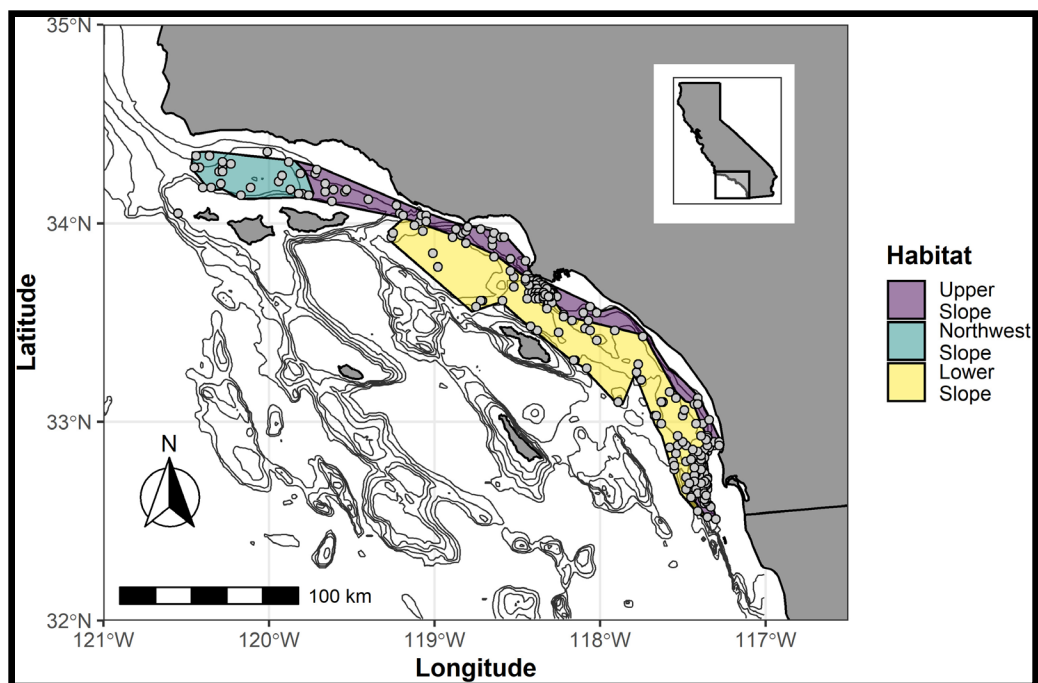 35°N
34°N
33°N
32°N
Latitude
N
100 km
121°W
120°W
119°W
118°W
117°W
Longitude
Habitat
Upper
Slope
Northwest
Slope
Lower
Slope